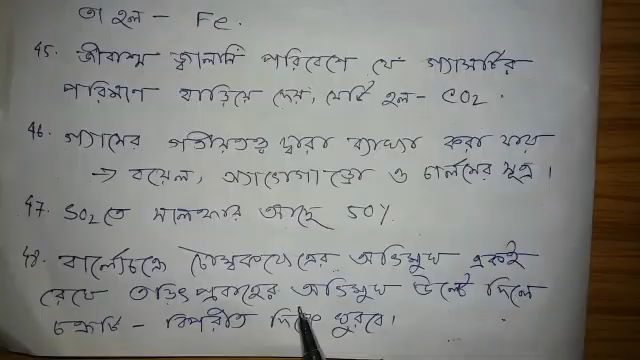 তা হল – Fe.
45. জীবাশ্ম জ্বালানি পরিবেশে যে গ্যাসটির
পরিমাণ বাড়িয়ে দেয়, সেটি হল – CO2.
46. গ্যাসের গতীয়তত্ত্ব দ্বারা ব্যাখ্যা করা যায়
→ বয়েল, অ্যাভোগাড্রো ও চার্লসের সূত্র।
47. SO2 তে সালফার আছে 50%
48. বার্লোচক্রে চৌম্বকক্ষেত্রের অভিমুখ একই
রেখে তড়িৎপ্রবাহের অভিমুখ উল্টে দিলে
চক্রটি – বিপরীত দিকে ঘুরবে।